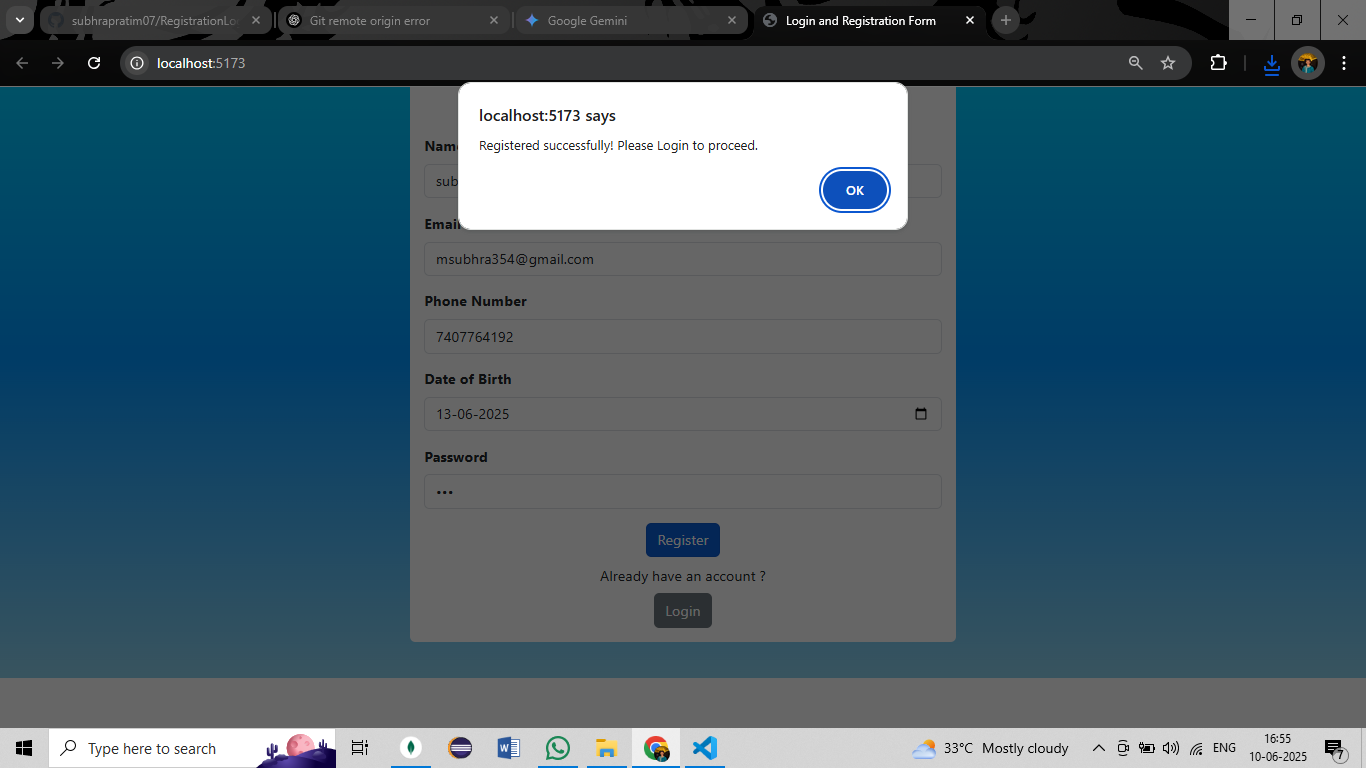 subhrapratim07/RegistrationLo
Git remote origin error
Google Gemini
Login and Registration Form
localhost:5173
localhost:5173 says
Registered successfully! Please Login to proceed.
OK
Name
sub
Email
msubhra354@gmail.com
Phone Number
7407764192
Date of Birth
13-06-2025
Password
Register
Already have an account ?
Login
Type here to search
33°C Mostly cloudy
ENG
16:55
10-06-2025
7